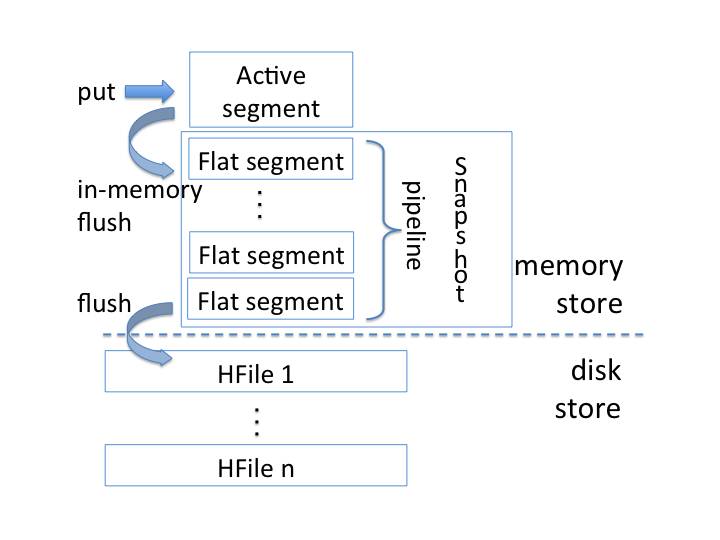 Active
segment
put
Flat segment
in-memory
flush
⋮
Flat segment
Flat segment
pipeline
Snapshot
memory
store
flush
HFile 1
⋮
HFile n
disk
store